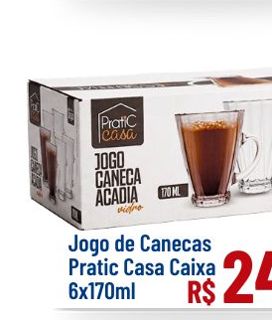 PratiC
casa
JOGO
CANECA
ACADIA
vidro
170 ML
Jogo de Canecas
Pratic Casa Caixa
6x170ml
R$ 24